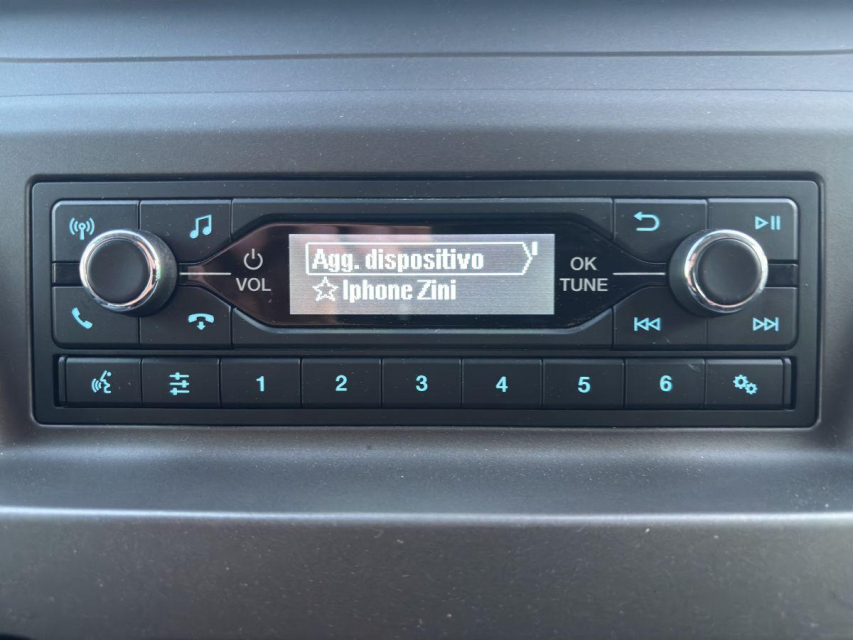 Agg. dispositivo
Iphone Zini
VOL
OK
TUNE
1 2 3 4 5 6